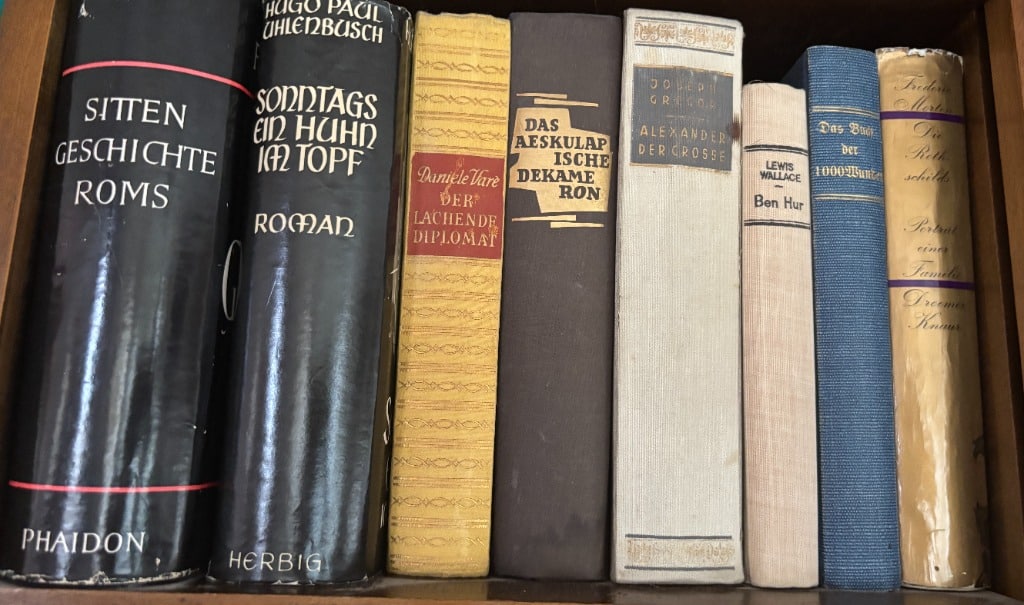 SITTEN
GESCHICHTE
ROMS
PHAIDON
HUGO PAUL
UHLENBUSCH
SONNTAGS
EIN HUHN
IM TOPF
ROMAN
HERBIG
Daniele Varè
DER
LACHENDE
DIPLOMAT
DAS
AESKULAP
ISCHE
DEKAME
RON
JOSEPH
GREGOR
ALEXANDER
DER GROSSE
LEWIS
WALLACE
Ben Hur
Das Buch
der
1000 Wunder
Frederic
Morton
Die
Roth
schilds
Porträt
einer
Familie
Droemer
Knaur